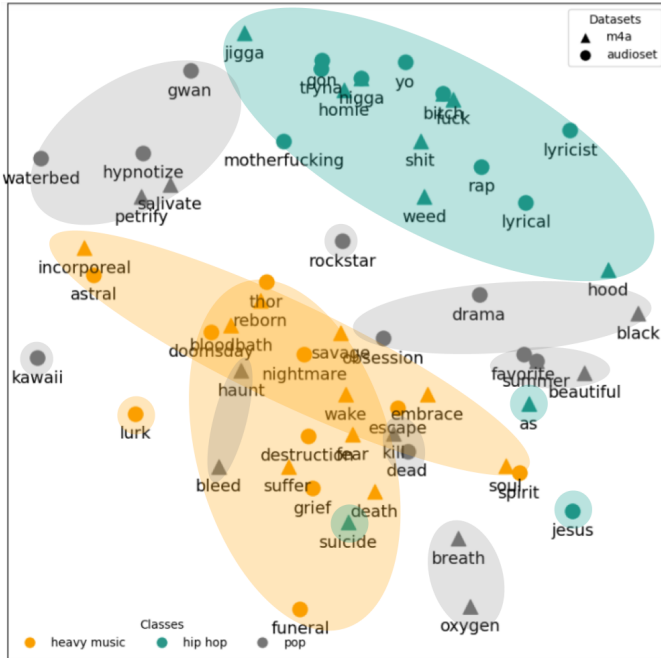 Datasets
m4a
audioset
jigga
gwan
gon
tryna
homie
nigga
yo
bitch
fuck
lyricist
motherfucking
shit
rap
waterbed
hypnotize
salivate
petrify
weed
lyrical
rockstar
incorporeal
astral
hood
thor
reborn
drama
black
bloodbath
doomsday
savage
obsession
nightmare
favorite
summer
beautiful
kawaii
haunt
wake
embrace
as
lurk
escape
destruction
fear
kill
dead
bleed
suffer
soul
spirit
grief
death
suicide
jesus
breath
funeral
oxygen
Classes
heavy music hip hop pop